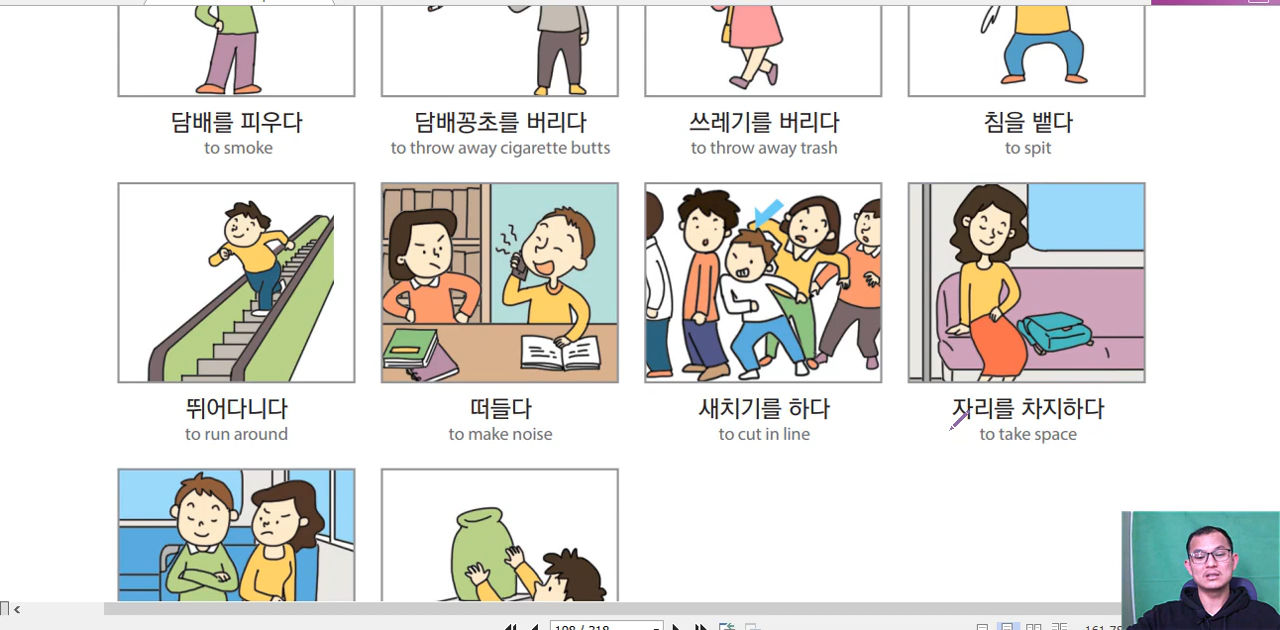 담배를 피우다
to smoke
담배꽁초를 버리다
to throw away cigarette butts
쓰레기를 버리다
to throw away trash
침을 뱉다
to spit
뛰어다니다
to run around
떠들다
to make noise
새치기를 하다
to cut in line
자리를 차지하다
to take space